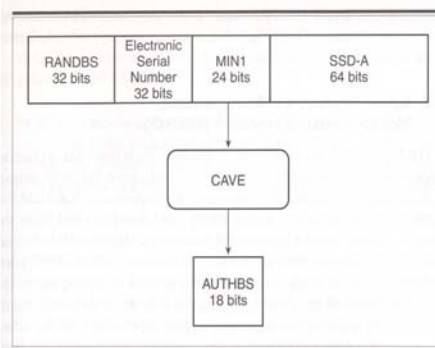 RANDBS
32 bits
Electronic
Serial
Number
32 bits
MIN1
24 bits
SSD-A
64 bits
CAVE
AUTHBS
18 bits